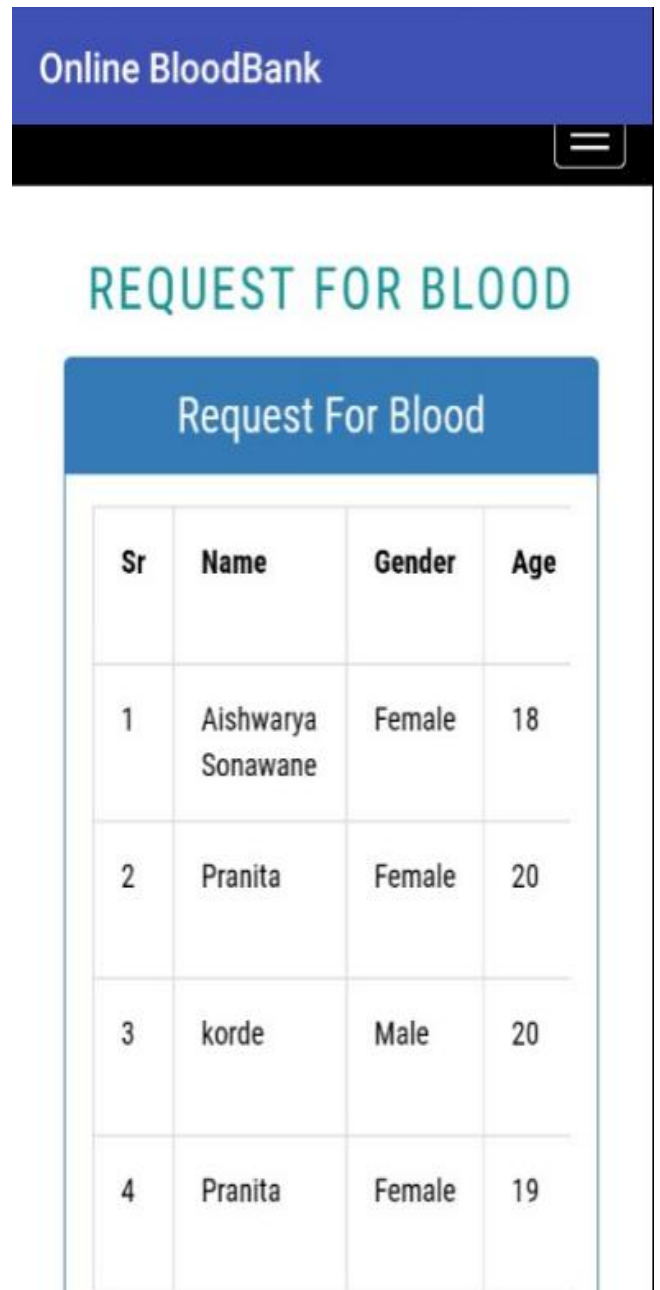 Online BloodBank
REQUEST FOR BLOOD
Request For Blood
Sr Name Gender Age
1 Aishwarya Sonawane Female 18
2 Pranita Female 20
3 korde Male 20
4 Pranita Female 19